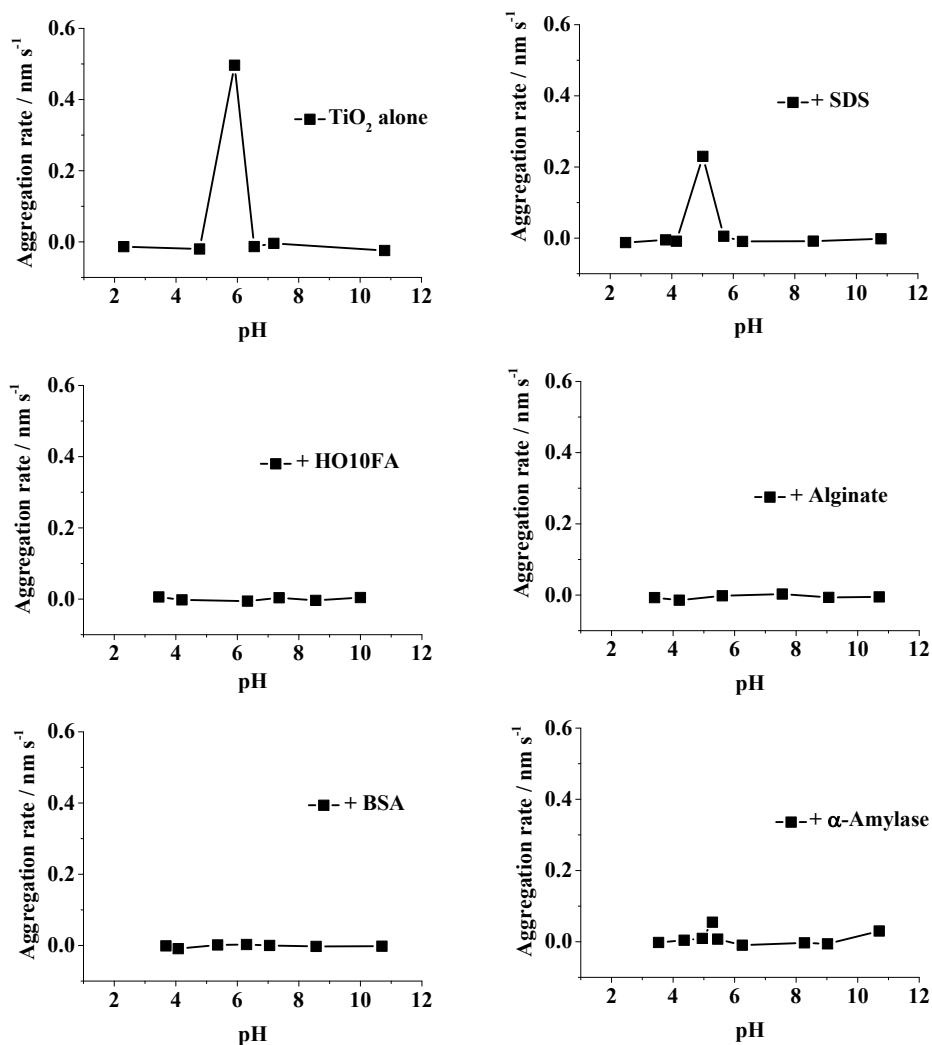 0.6
0.4
0.2
0.0
Aggregation rate / nm s⁻¹
TiO₂ alone
2 4 6 8 10 12
pH
0.6
0.4
0.2
0.0
Aggregation rate / nm s⁻¹
+ SDS
2 4 6 8 10 12
pH
0.6
0.4
0.2
0.0
Aggregation rate / nm s⁻¹
+ HO10FA
2 4 6 8 10 12
pH
0.6
0.4
0.2
0.0
Aggregation rate / nm s⁻¹
+ Alginate
2 4 6 8 10 12
pH
0.6
0.4
0.2
0.0
Aggregation rate / nm s⁻¹
+ BSA
2 4 6 8 10 12
pH
0.6
0.4
0.2
0.0
Aggregation rate / nm s⁻¹
+ α-Amylase
2 4 6 8 10 12
pH